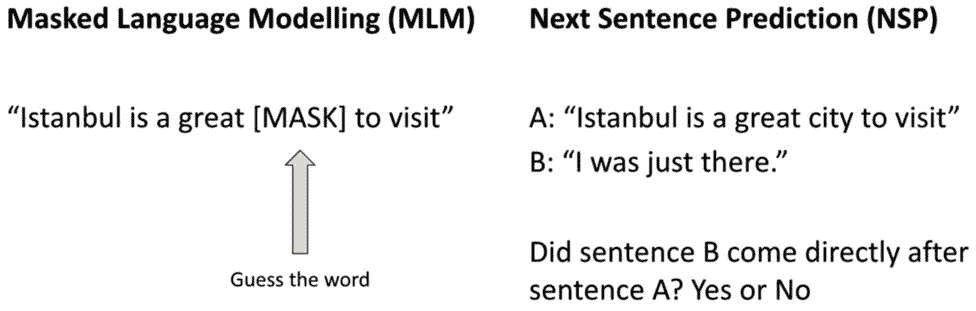 Masked Language Modelling (MLM)
“Istanbul is a great [MASK] to visit”
Guess the word
Next Sentence Prediction (NSP)
A: “Istanbul is a great city to visit”
B: “I was just there.”
Did sentence B come directly after
sentence A? Yes or No